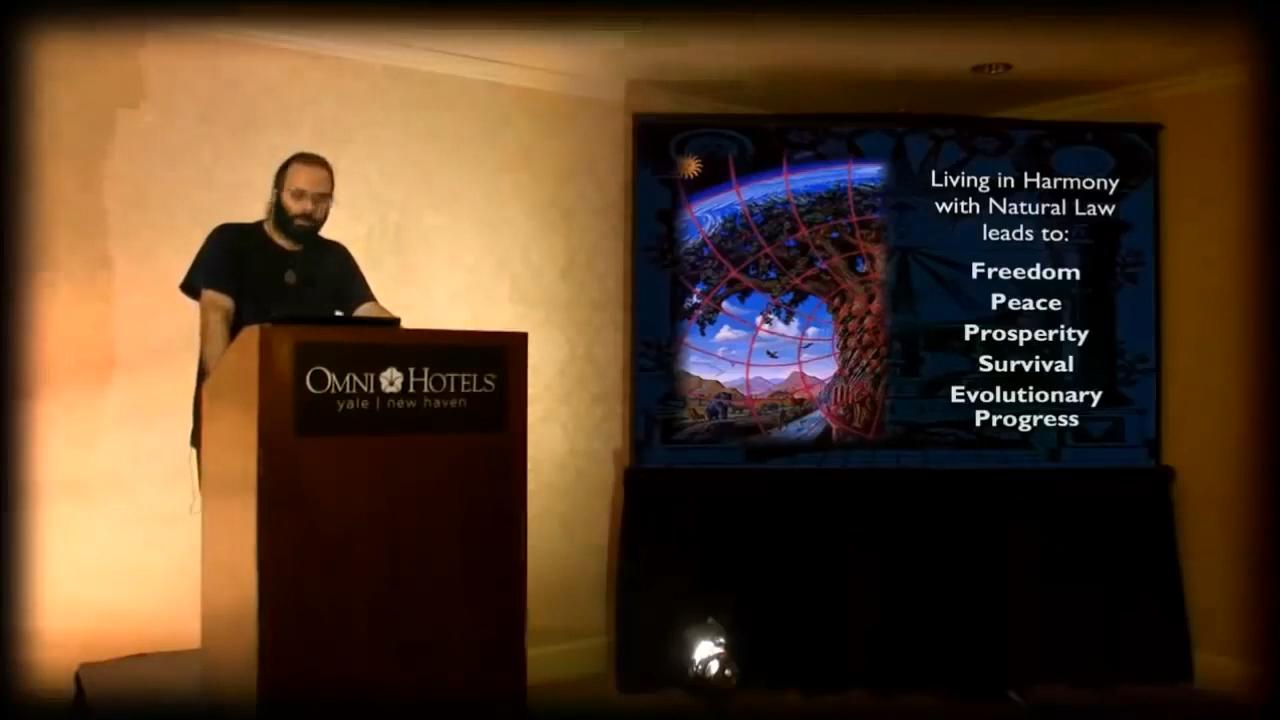 OMNI HOTELS
yale | new haven
Living in Harmony
with Natural Law
leads to:
Freedom
Peace
Prosperity
Survival
Evolutionary
Progress